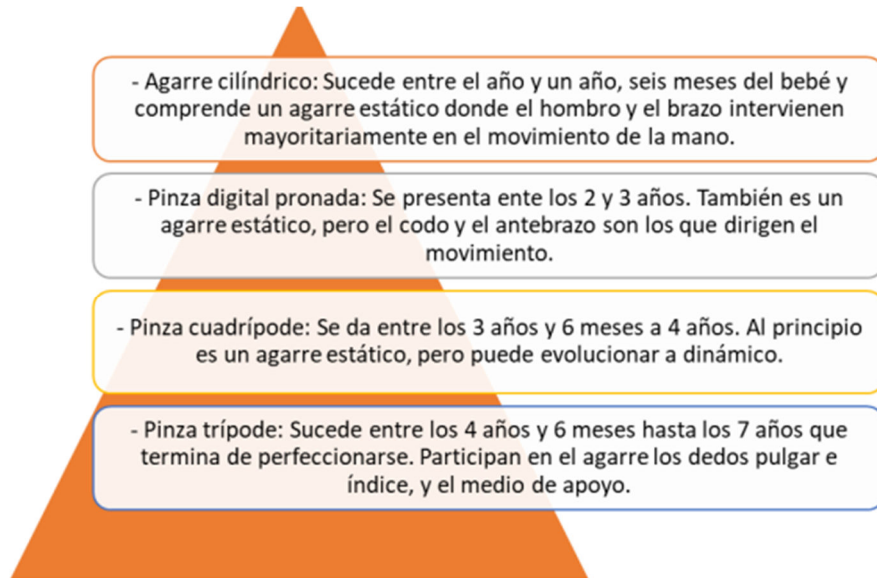 - Agarre cilíndrico: Sucede entre el año y un año, seis meses del bebé y
comprende un agarre estático donde el hombro y el brazo intervienen
mayoritariamente en el movimiento de la mano.
- Pinza digital pronada: Se presenta ente los 2 y 3 años. También es un
agarre estático, pero el codo y el antebrazo son los que dirigen el
movimiento.
- Pinza cuadrípode: Se da entre los 3 años y 6 meses a 4 años. Al principio
es un agarre estático, pero puede evolucionar a dinámico.
- Pinza trípode: Sucede entre los 4 años y 6 meses hasta los 7 años que
termina de perfeccionarse. Participan en el agarre los dedos pulgar e
índice, y el medio de apoyo.